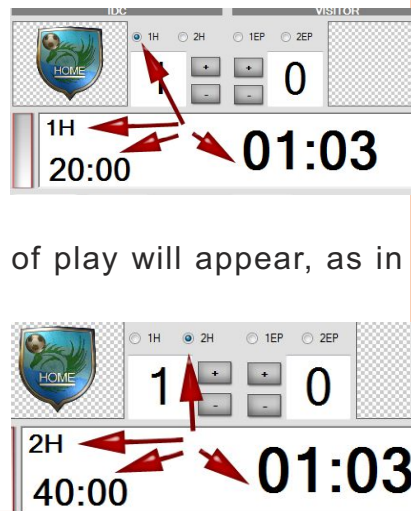 IDC VISITOR
1H 2H 1EP 2EP
HOME 1 + + 0
- -
1H
20:00 01:03
of play will appear, as in
1H 2H 1EP 2EP
HOME 1 + + 0
- -
2H
40:00 01:03